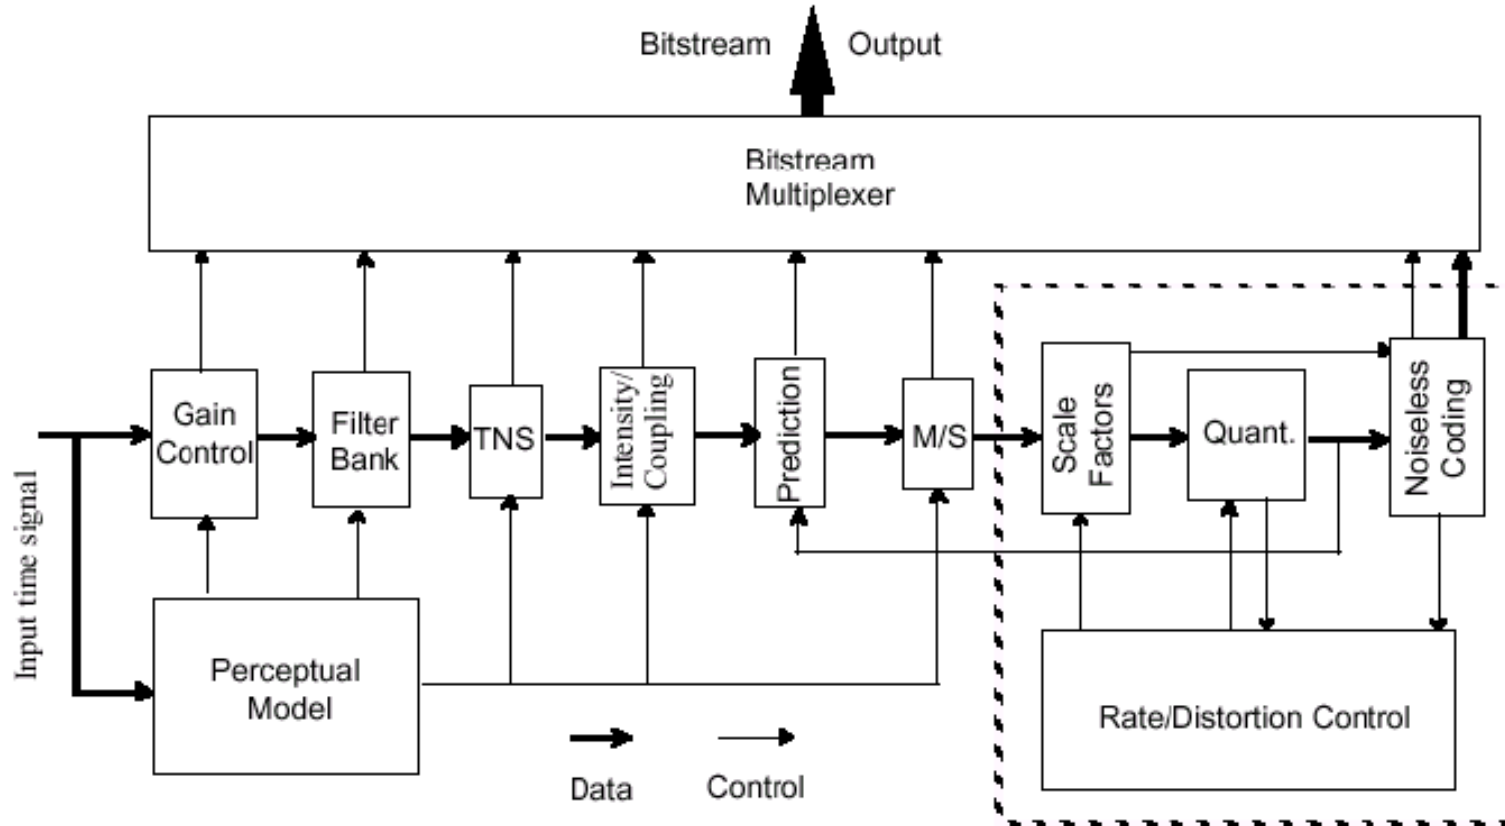 Bitstream Output
Bitstream
Multiplexer
Gain
Control
Filter
Bank
TNS
Intensity/
Coupling
Prediction
M/S
Scale
Factors
Quant.
Noiseless
Coding
Input time signal
Perceptual
Model
Rate/Distortion Control
Data
Control